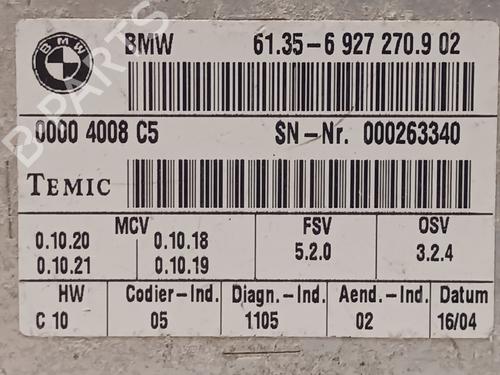 BMW
BMW 61.35-6 927 270.9 02
0000 4008 C5 SN-Nr. 000263340
TEMIC
MCV FSV OSV
0.10.20 0.10.18 5.2.0 3.2.4
0.10.21 0.10.19
HW Codier-Ind. Diagn.-Ind. Aend.-Ind. Datum
C 10 05 1105 02 16/04
B-PARTS